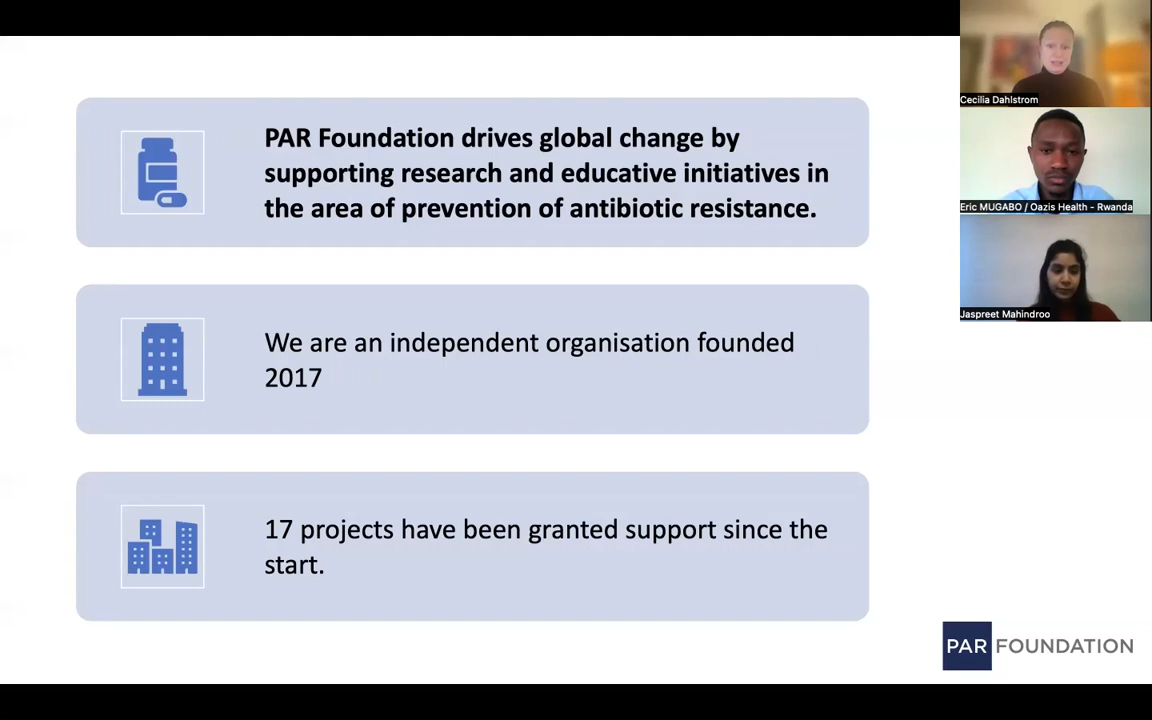 PAR Foundation drives global change by
supporting research and educative initiatives in
the area of prevention of antibiotic resistance.
We are an independent organisation founded
2017
17 projects have been granted support since the
start.
PAR FOUNDATION
Cecilia Dahlstrom
Eric MUGABO / Oazis Health - Rwanda
Jaspreet Mahindroo